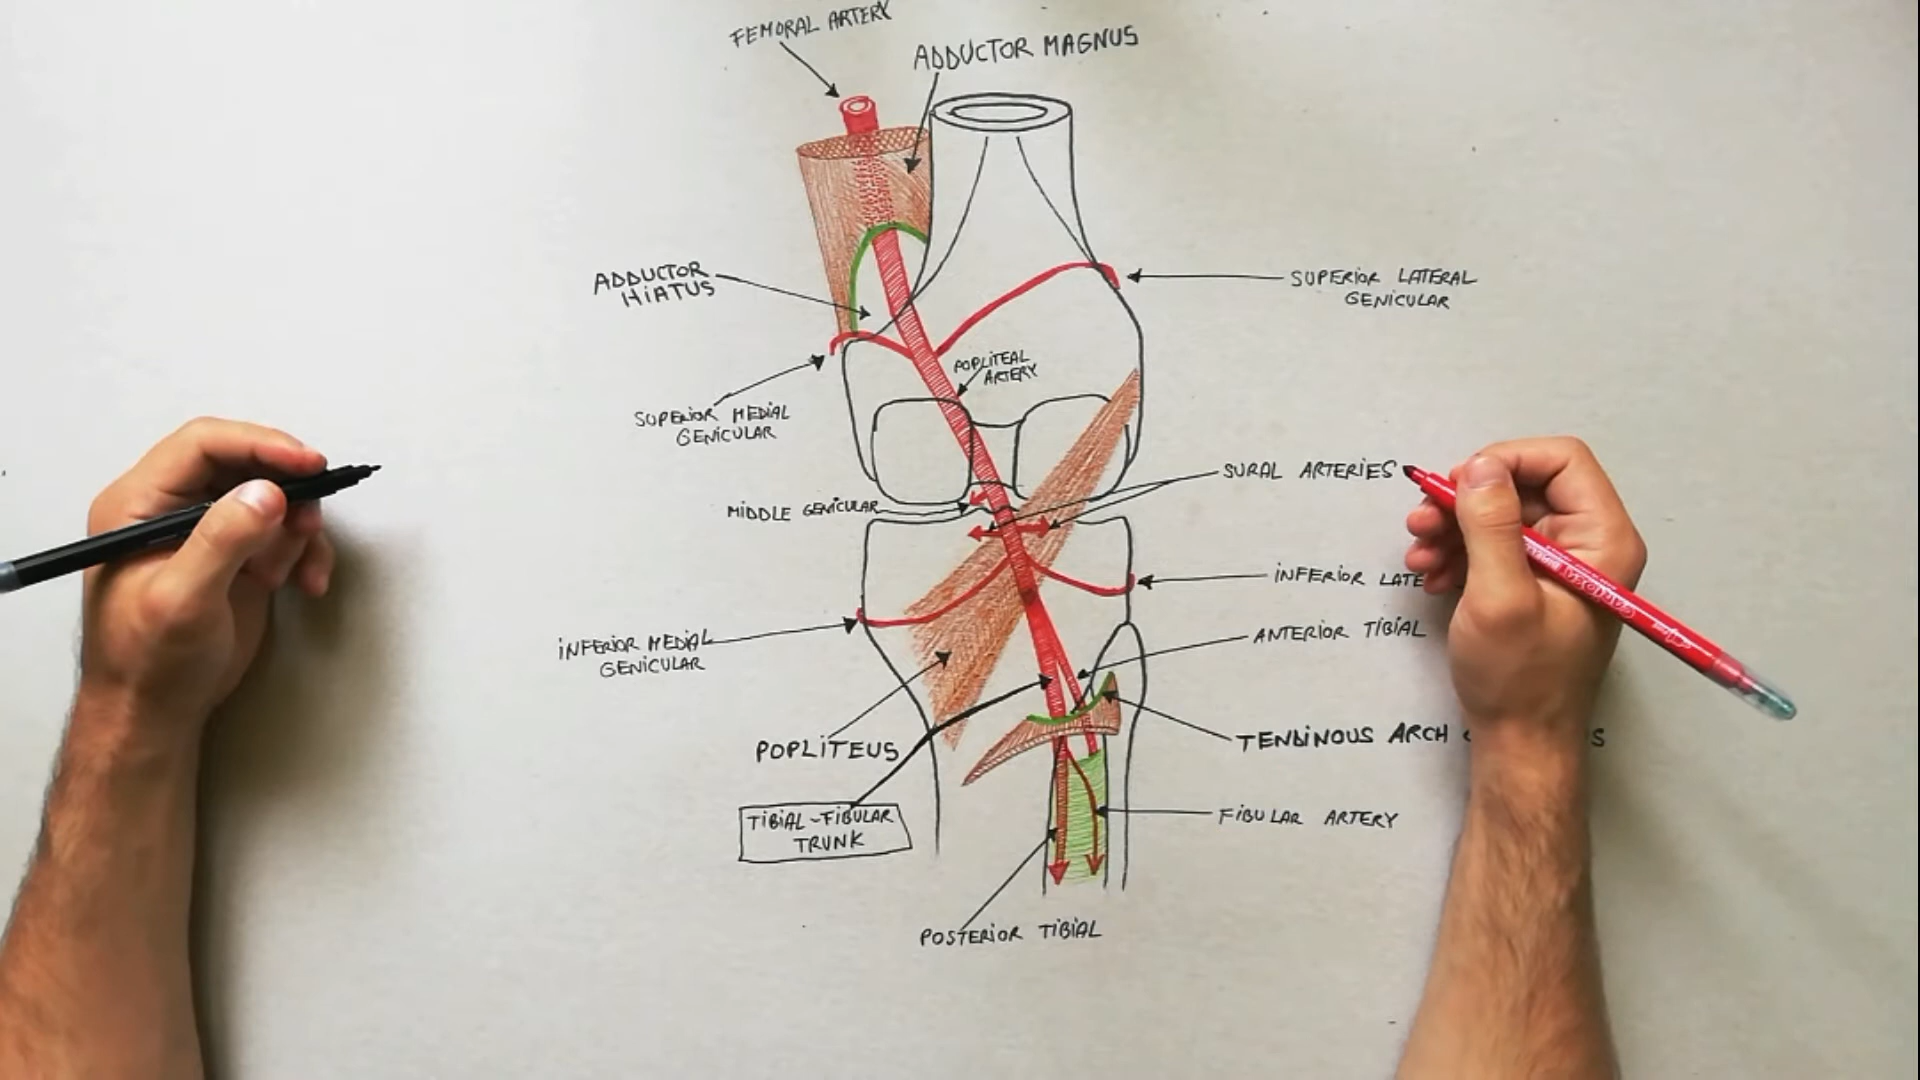 FEMORAL ARTERY
ADDUCTOR MAGNUS
ADDUCTOR
HIATUS
SUPERIOR LATERAL
GENICULAR
POPLITEAL
ARTERY
SUPERIOR MEDIAL
GENICULAR
SURAL ARTERIES
MIDDLE GENICULAR
INFERIOR LATE
ANTERIOR TIBIAL
INFERIOR MEDIAL
GENICULAR
POPLITEUS
TENDINOUS ARCH
TIBIAL-FIBULAR
TRUNK
FIBULAR ARTERY
POSTERIOR TIBIAL